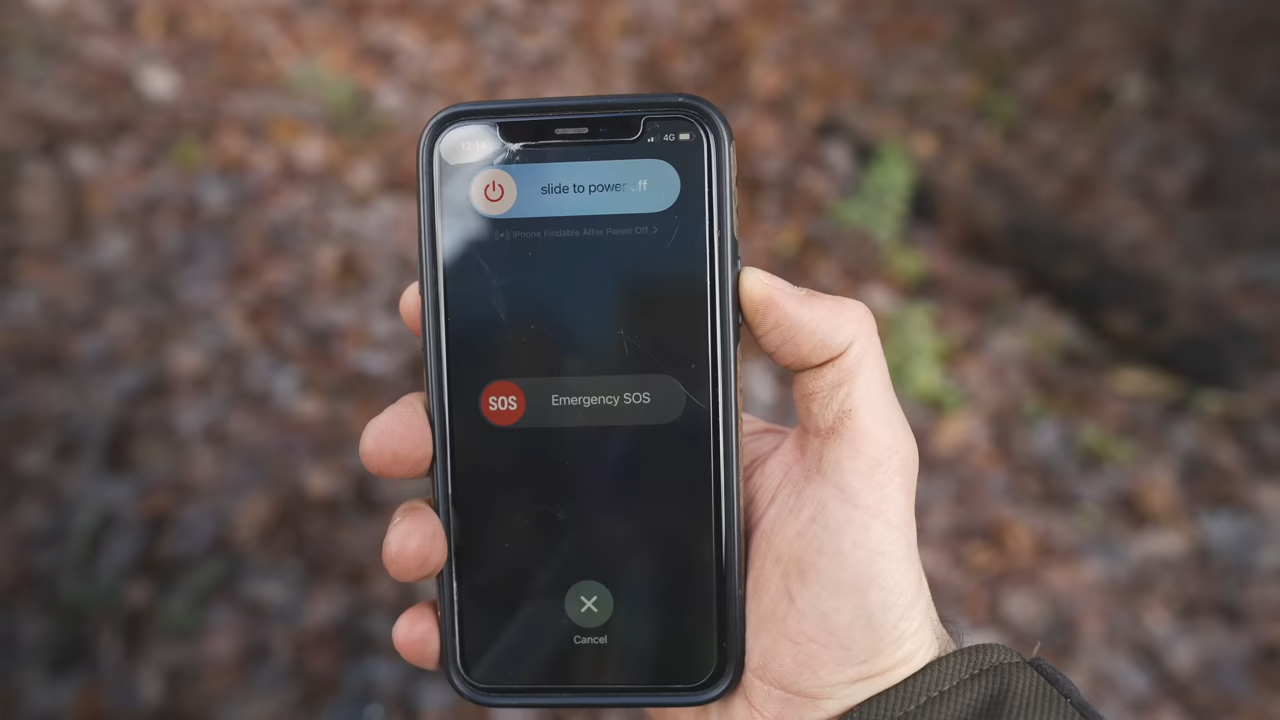 4G
slide to power off
iPhone Findable After Power Off
SOS
Emergency SOS
Cancel